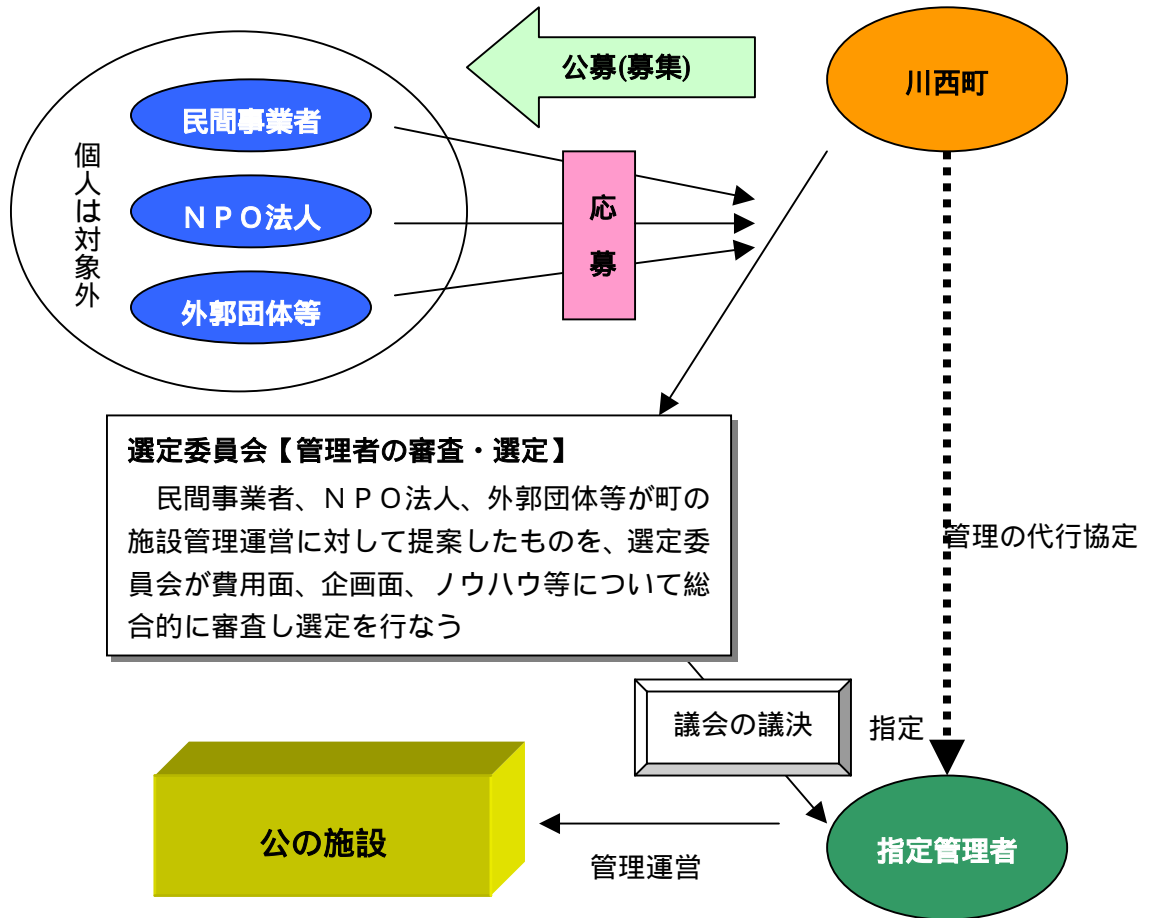 公募(募集)
川西町
個人は対象外
民間事業者
ＮＰＯ法人
外郭団体等
応募
選定委員会【管理者の審査・選定】
　民間事業者、ＮＰＯ法人、外郭団体等が町の
施設管理運営に対して提案したものを、選定委
員会が費用面、企画面、ノウハウ等について総
合的に審査し選定を行なう
管理の代行協定
議会の議決
指定
公の施設
管理運営
指定管理者